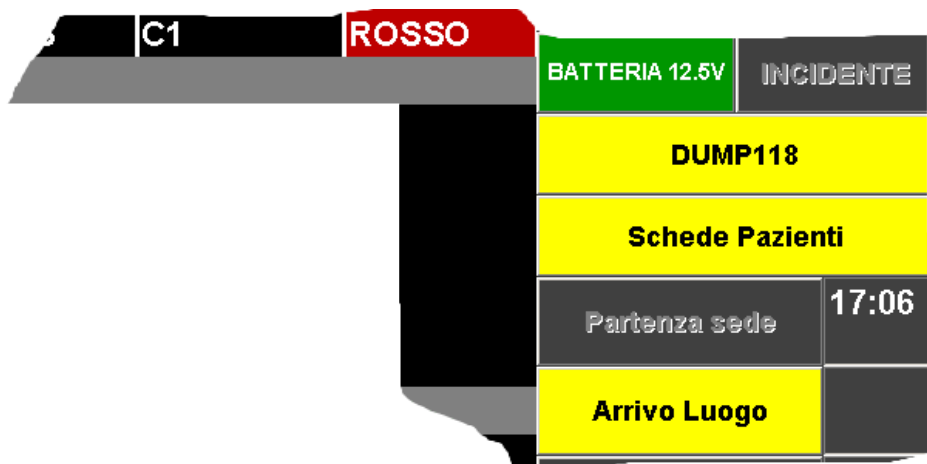 C1 ROSSO
BATTERIA 12.5V INCIDENTE
DUMP118
Schede Pazienti
Partenza sede 17:06
Arrivo Luogo